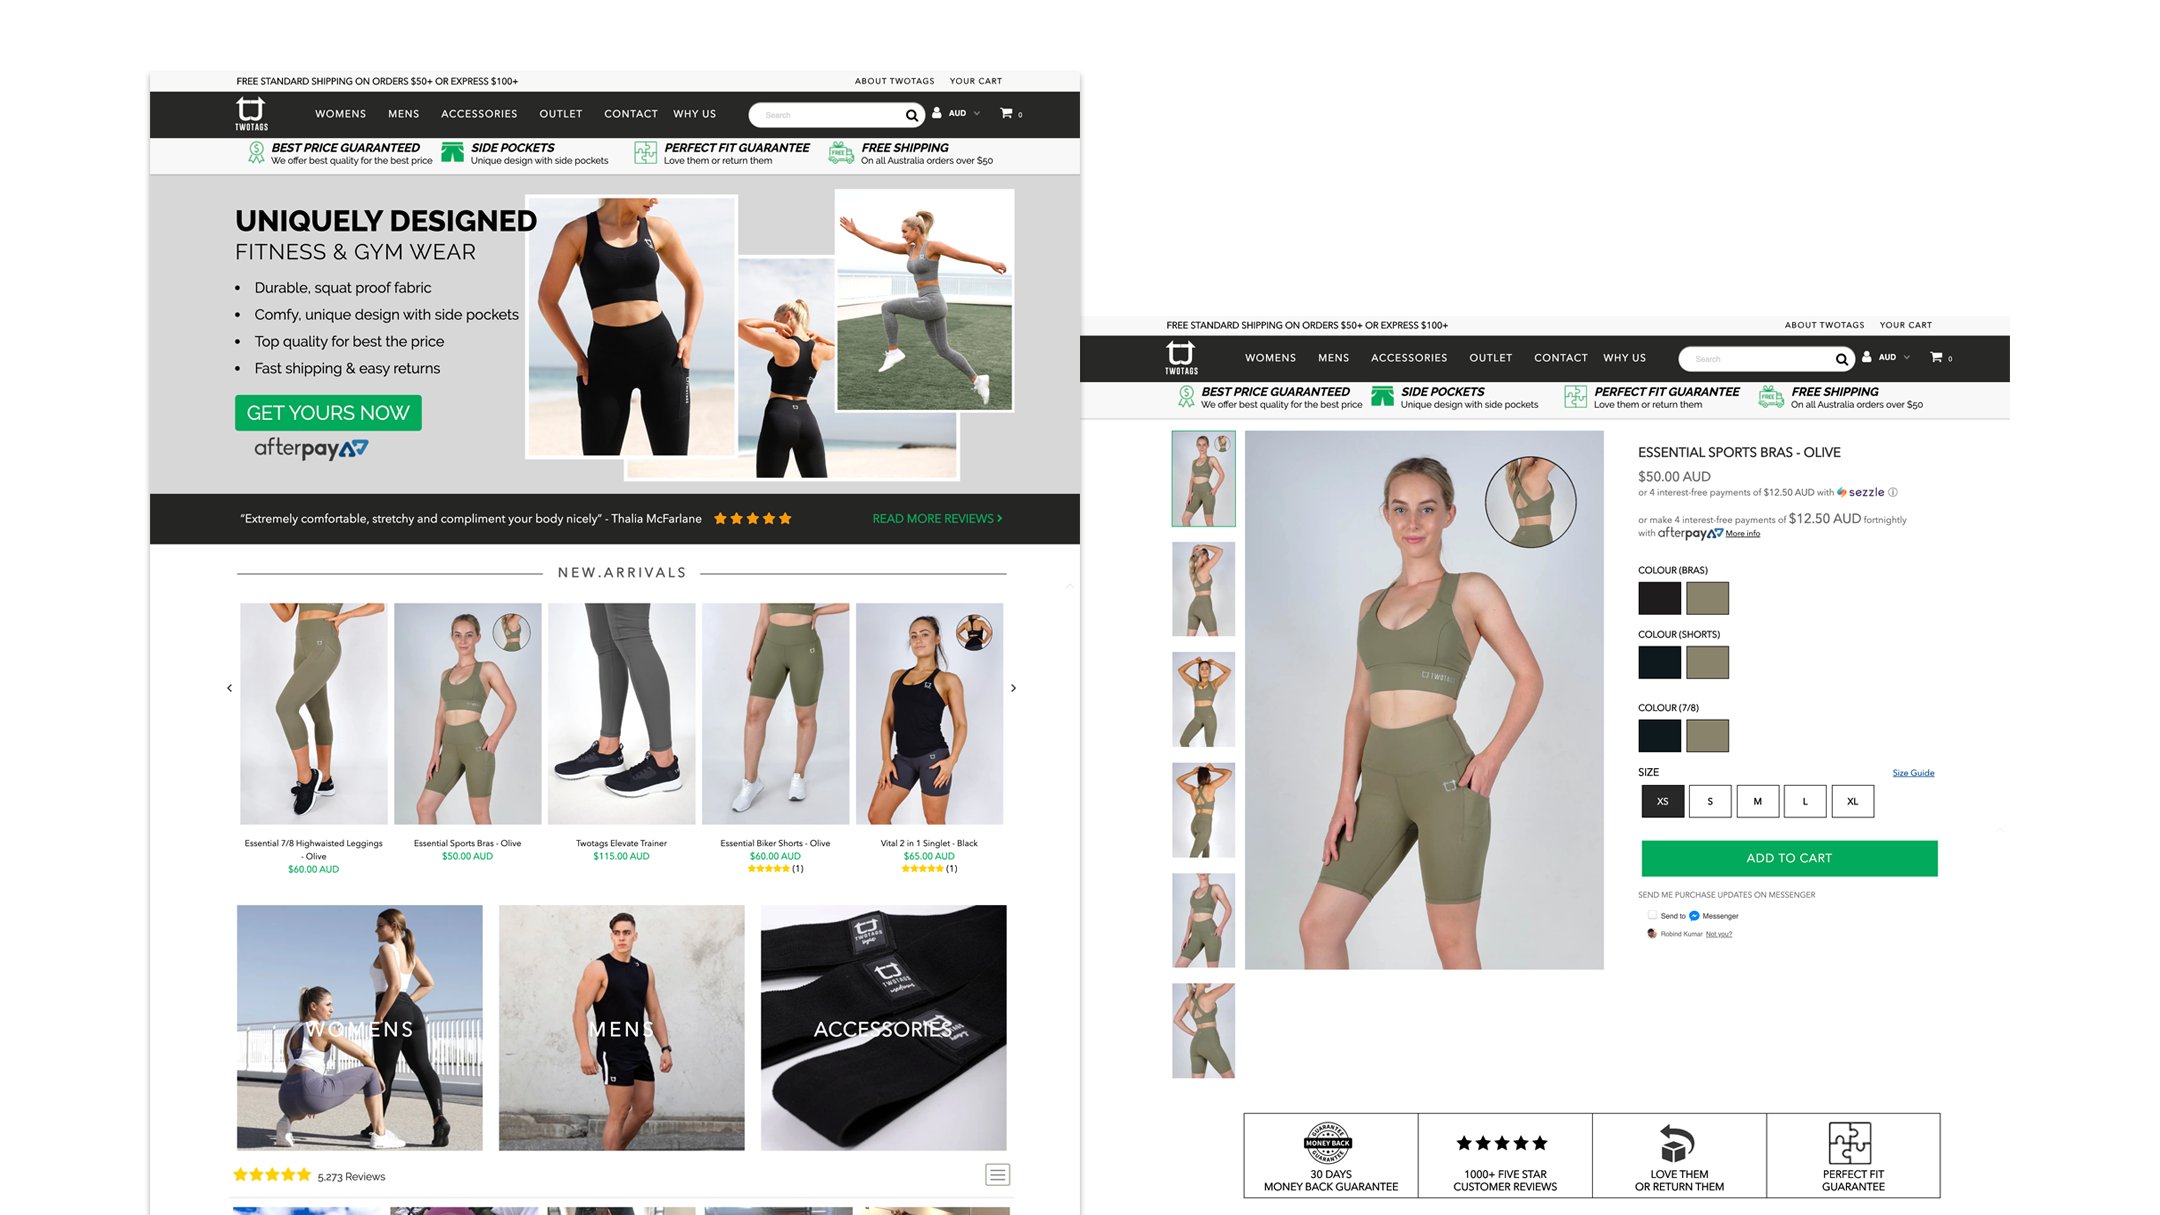 FREE STANDARD SHIPPING ON ORDERS $50+ OR EXPRESS $100+
ABOUT TWOTAGS YOUR CART
TWOTAGS
WOMENS MENS ACCESSORIES OUTLET CONTACT WHY US
Search
AUD
0
BEST PRICE GUARANTEED
We offer best quality for the best price
SIDE POCKETS
Unique design with side pockets
PERFECT FIT GUARANTEE
Love them or return them
FREE
FREE SHIPPING
On all Australia orders over $50
UNIQUELY DESIGNED
FITNESS & GYM WEAR
• Durable, squat proof fabric
• Comfy, unique design with side pockets
• Top quality for best the price
• Fast shipping & easy returns
GET YOURS NOW
afterpay
“Extremely comfortable, stretchy and compliment your body nicely” - Thalia McFarlane
READ MORE REVIEWS >
NEW.ARRIVALS
Essential 7/8 Highwaisted Leggings
- Olive
$60.00 AUD
Essential Sports Bras - Olive
$50.00 AUD
Twotags Elevate Trainer
$115.00 AUD
Essential Biker Shorts - Olive
$60.00 AUD
(1)
Vital 2 in 1 Singlet - Black
$65.00 AUD
(1)
WOMENS
MENS
ACCESSORIES
TWOTAGS
TWOTAGS
5,273 Reviews
FREE STANDARD SHIPPING ON ORDERS $50+ OR EXPRESS $100+
ABOUT TWOTAGS YOUR CART
TWOTAGS
WOMENS MENS ACCESSORIES OUTLET CONTACT WHY US
Search
AUD
0
BEST PRICE GUARANTEED
We offer best quality for the best price
SIDE POCKETS
Unique design with side pockets
PERFECT FIT GUARANTEE
Love them or return them
FREE
FREE SHIPPING
On all Australia orders over $50
TWOTAGS
ESSENTIAL SPORTS BRAS - OLIVE
$50.00 AUD
or 4 interest-free payments of $12.50 AUD with sezzle
or make 4 interest-free payments of $12.50 AUD fortnightly
with afterpay More info
COLOUR (BRAS)
COLOUR (SHORTS)
COLOUR (7/8)
SIZE
Size Guide
XS S M L XL
ADD TO CART
SEND ME PURCHASE UPDATES ON MESSENGER
Send to Messenger
Robind Kumar Not you?
GUARANTEE
MONEY BACK
GUARANTEE
30 DAYS
MONEY BACK GUARANTEE
1000+ FIVE STAR
CUSTOMER REVIEWS
LOVE THEM
OR RETURN THEM
PERFECT FIT
GUARANTEE